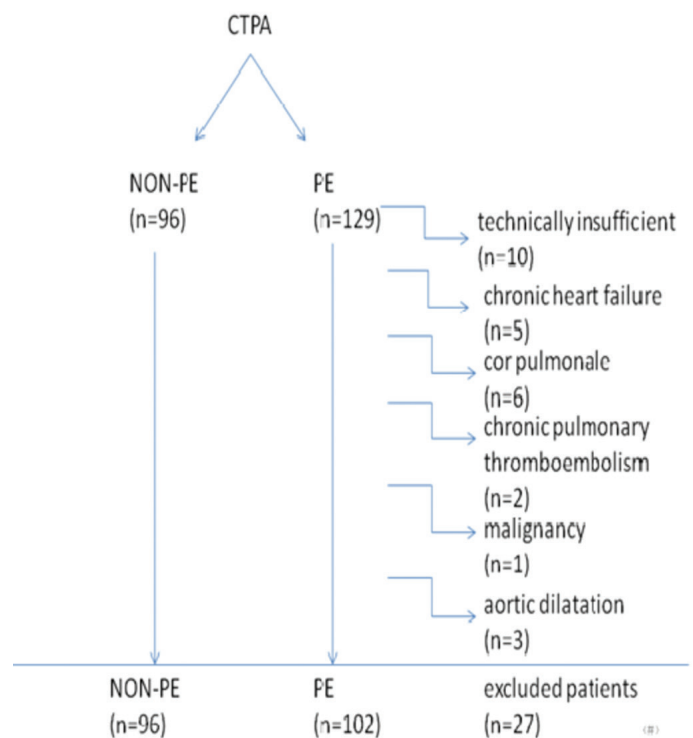 CTPA
NON-PE
(n=96)
PE
(n=129)
technically insufficient
(n=10)
chronic heart failure
(n=5)
cor pulmonale
(n=6)
chronic pulmonary
thromboembolism
(n=2)
malignancy
(n=1)
aortic dilatation
(n=3)
NON-PE
(n=96)
PE
(n=102)
excluded patients
(n=27)